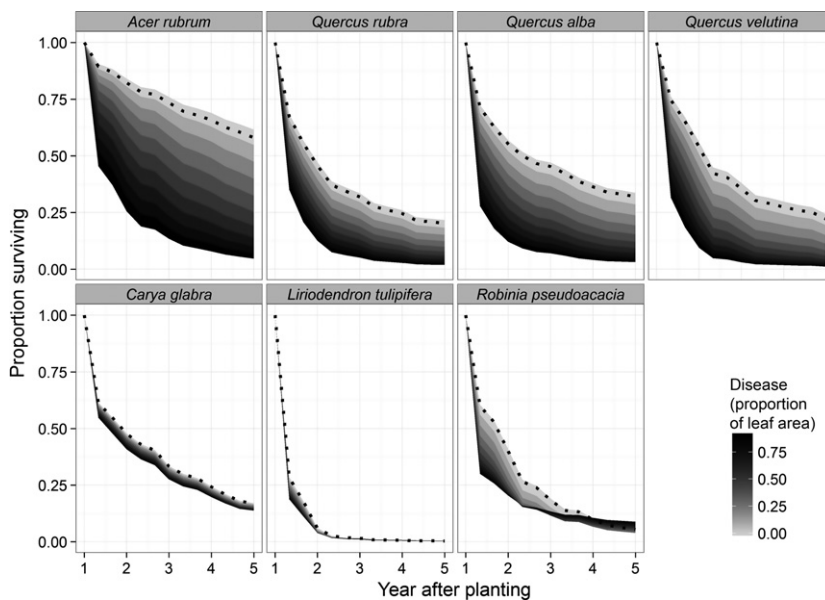 Acer rubrum
Quercus rubra
Quercus alba
Quercus velutina
1.00
0.75
0.50
0.25
0.00
Carya glabra
Liriodendron tulipifera
Robinia pseudoacacia
1.00
0.75
0.50
0.25
0.00
1 2 3 4 5
1 2 3 4 5
1 2 3 4 5
Proportion surviving
Year after planting
Disease
(proportion
of leaf area)
0.75
0.50
0.25
0.00